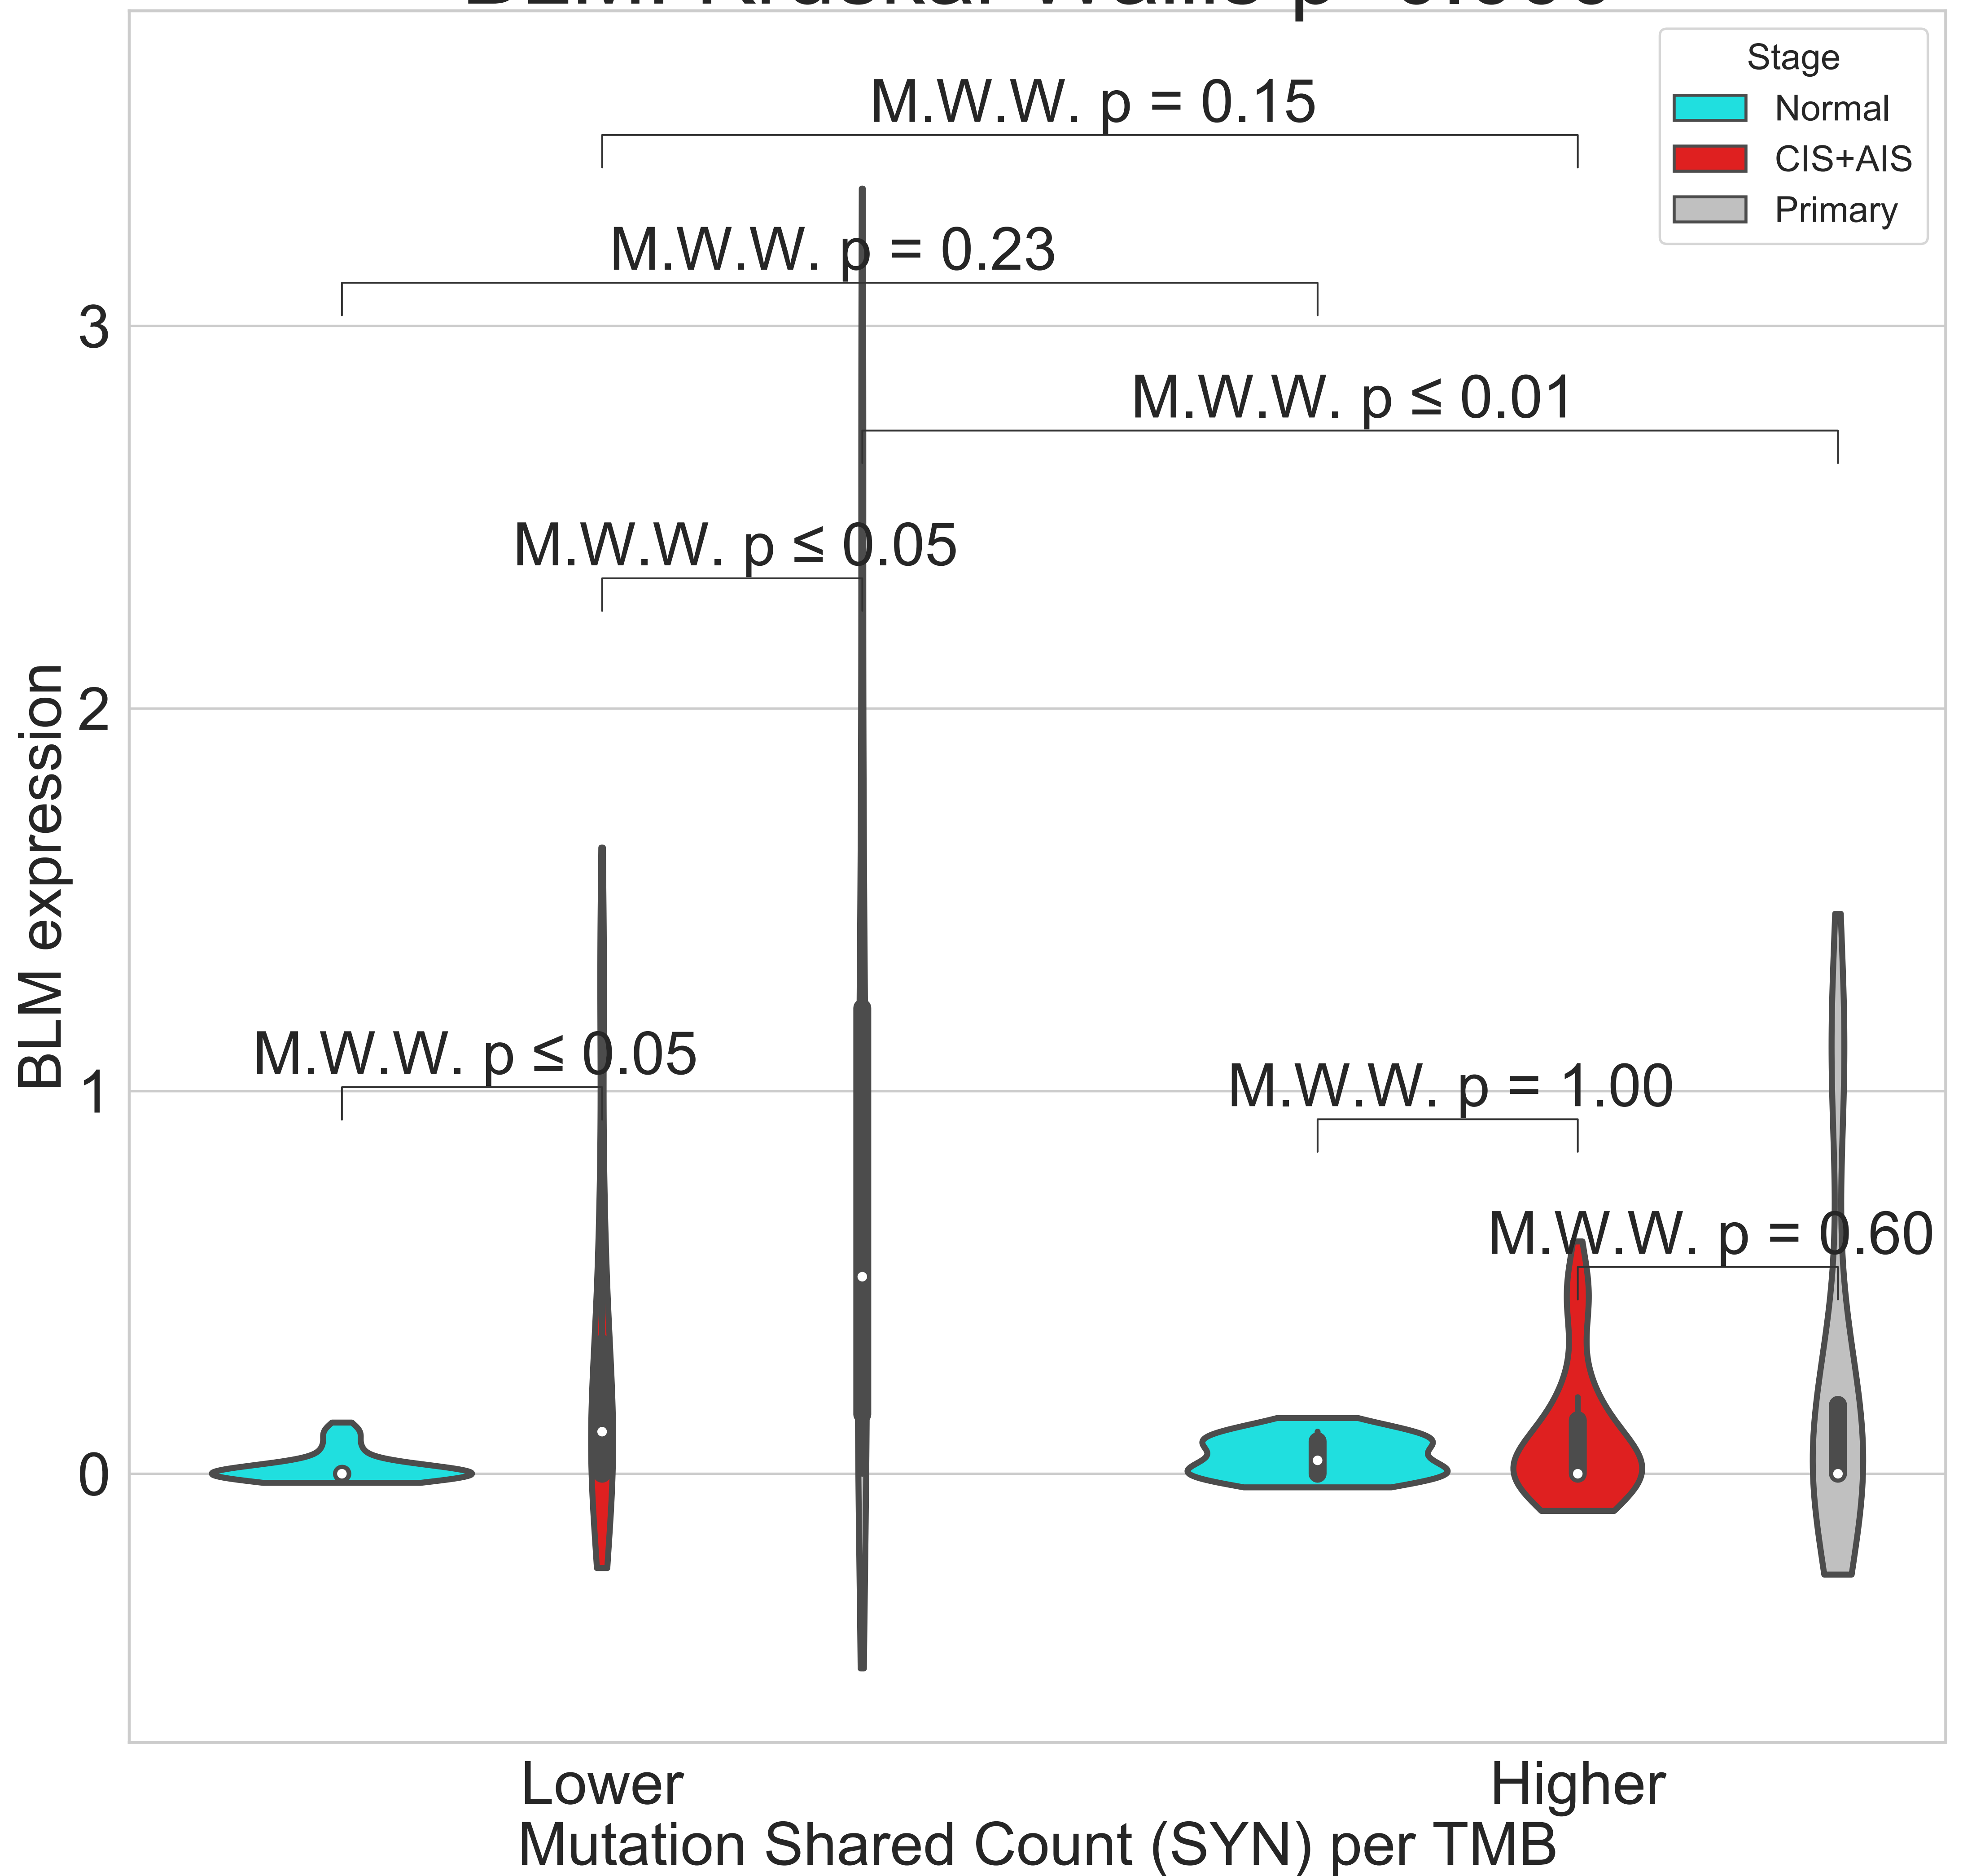 Stage
Normal
CIS+AIS
Primary
M.W.W. p = 0.15
M.W.W. p = 0.23
M.W.W. p ≤ 0.01
M.W.W. p ≤ 0.05
M.W.W. p ≤ 0.05
M.W.W. p = 1.00
M.W.W. p = 0.60
3
2
1
0
BLM expression
Lower
Higher
Mutation Shared Count (SYN) per TMB